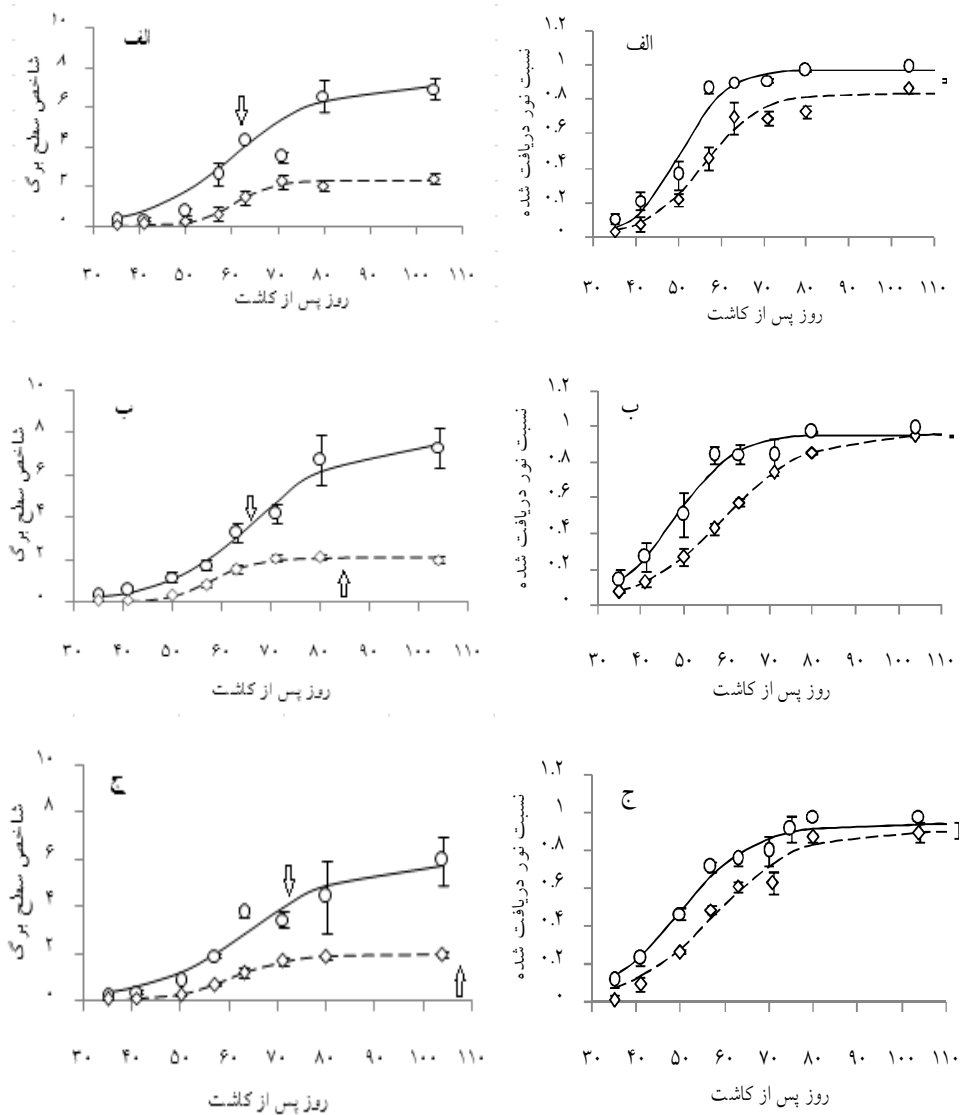 الف
شاخص سطح برگ
۱۰
۸
۶
۴
۲
۰
۳۰ ۴۰ ۵۰ ۶۰ ۷۰ ۸۰ ۹۰ ۱۰۰ ۱۱۰
روز پس از کاشت
الف
نسبت نور دریافت شده
۱.۲
۱
۰.۸
۰.۶
۰.۴
۰.۲
۰
۳۰ ۴۰ ۵۰ ۶۰ ۷۰ ۸۰ ۹۰ ۱۰۰ ۱۱۰
روز پس از کاشت
ب
شاخص سطح برگ
۱۰
۸
۶
۴
۲
۰
۳۰ ۴۰ ۵۰ ۶۰ ۷۰ ۸۰ ۹۰ ۱۰۰ ۱۱۰
روز پس از کاشت
ب
نسبت نور دریافت شده
۱.۲
۱
۰.۸
۰.۶
۰.۴
۰.۲
۰
۳۰ ۴۰ ۵۰ ۶۰ ۷۰ ۸۰ ۹۰ ۱۰۰ ۱۱۰
روز پس از کاشت
ج
شاخص سطح برگ
۱۰
۸
۶
۴
۲
۰
۳۰ ۴۰ ۵۰ ۶۰ ۷۰ ۸۰ ۹۰ ۱۰۰ ۱۱۰
روز پس از کاشت
ج
نسبت نور دریافت شده
۱.۲
۱
۰.۸
۰.۶
۰.۴
۰.۲
۰
۳۰ ۴۰ ۵۰ ۶۰ ۷۰ ۸۰ ۹۰ ۱۰۰ ۱۱۰
روز پس از کاشت